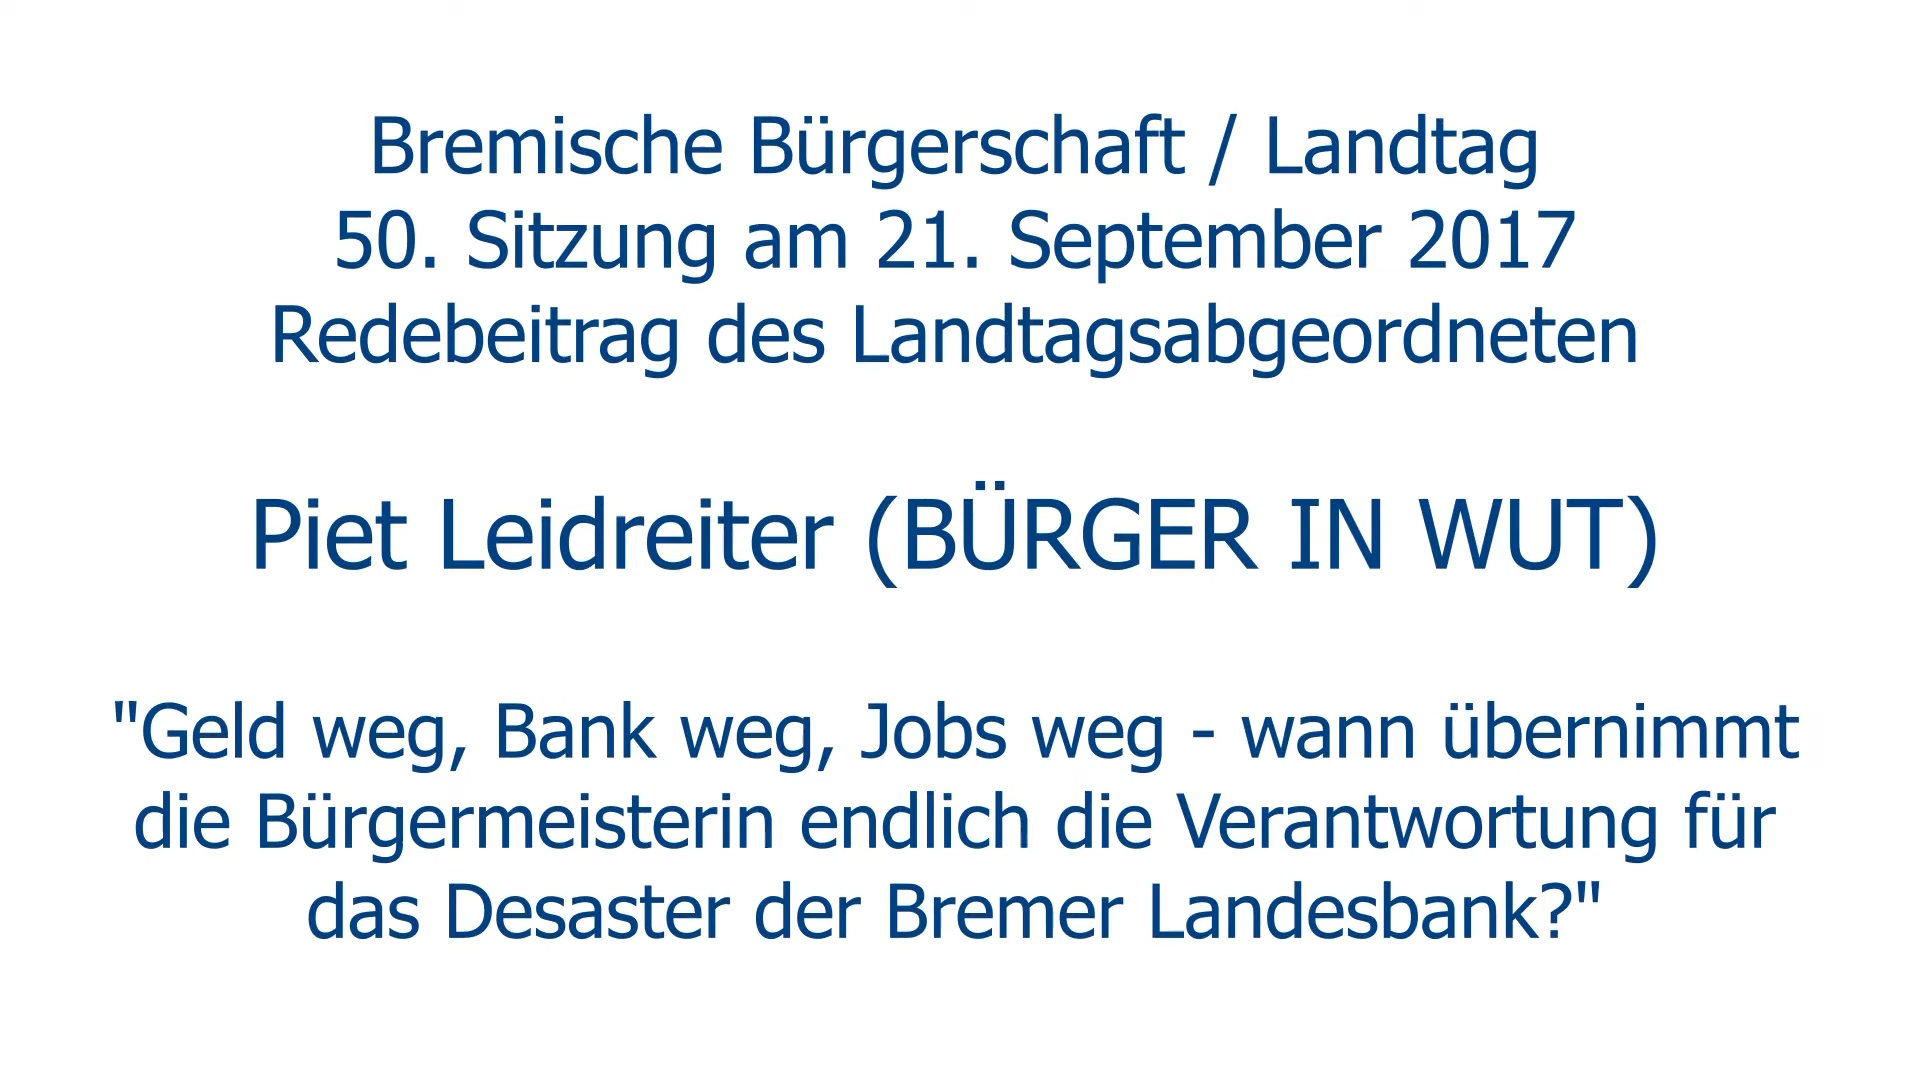 Bremische Bürgerschaft / Landtag
50. Sitzung am 21. September 2017
Redebeitrag des Landtagsabgeordneten
Piet Leidreiter (BÜRGER IN WUT)
"Geld weg, Bank weg, Jobs weg - wann übernimmt
die Bürgermeisterin endlich die Verantwortung für
das Desaster der Bremer Landesbank?"